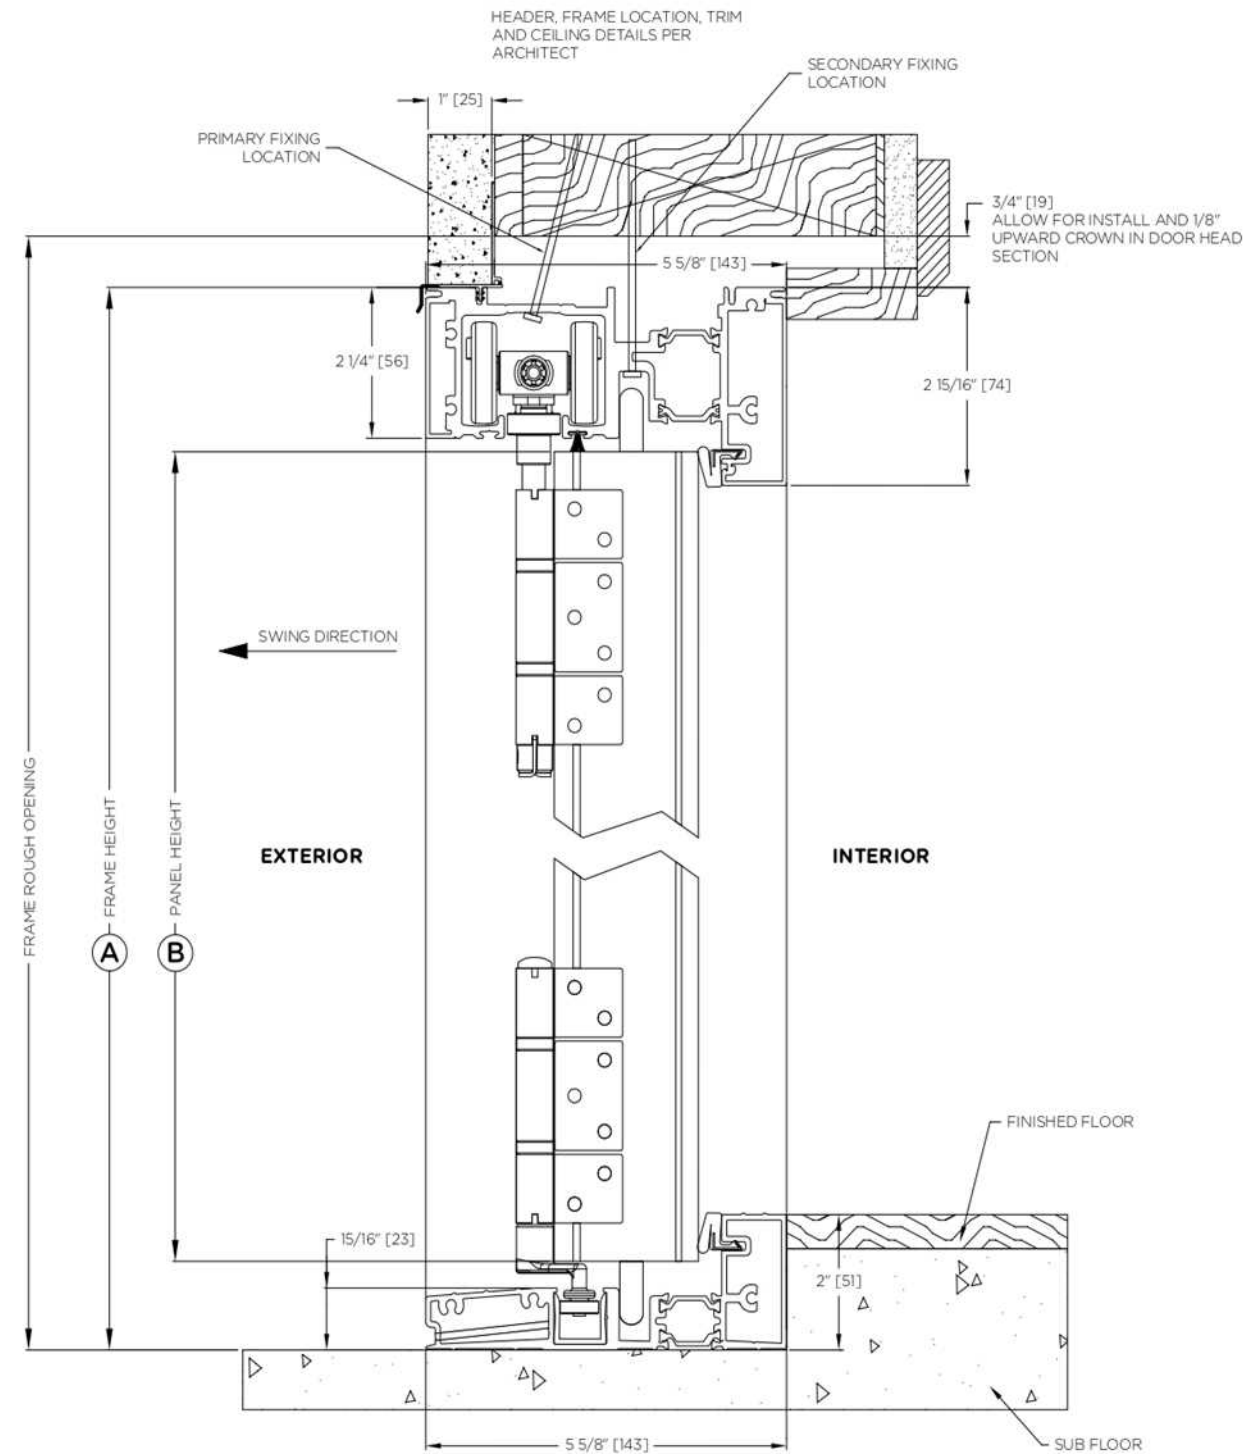 HEADER, FRAME LOCATION, TRIM
AND CEILING DETAILS PER
ARCHITECT
SECONDARY FIXING
LOCATION
1" [25]
PRIMARY FIXING
LOCATION
3/4" [19]
ALLOW FOR INSTALL AND 1/8"
UPWARD CROWN IN DOOR HEAD
SECTION
5 5/8" [143]
2 1/4" [56]
2 15/16" [74]
SWING DIRECTION
FRAME ROUGH OPENING
FRAME HEIGHT
A
PANEL HEIGHT
B
EXTERIOR
INTERIOR
FINISHED FLOOR
15/16" [23]
2" [51]
5 5/8" [143]
SUB FLOOR